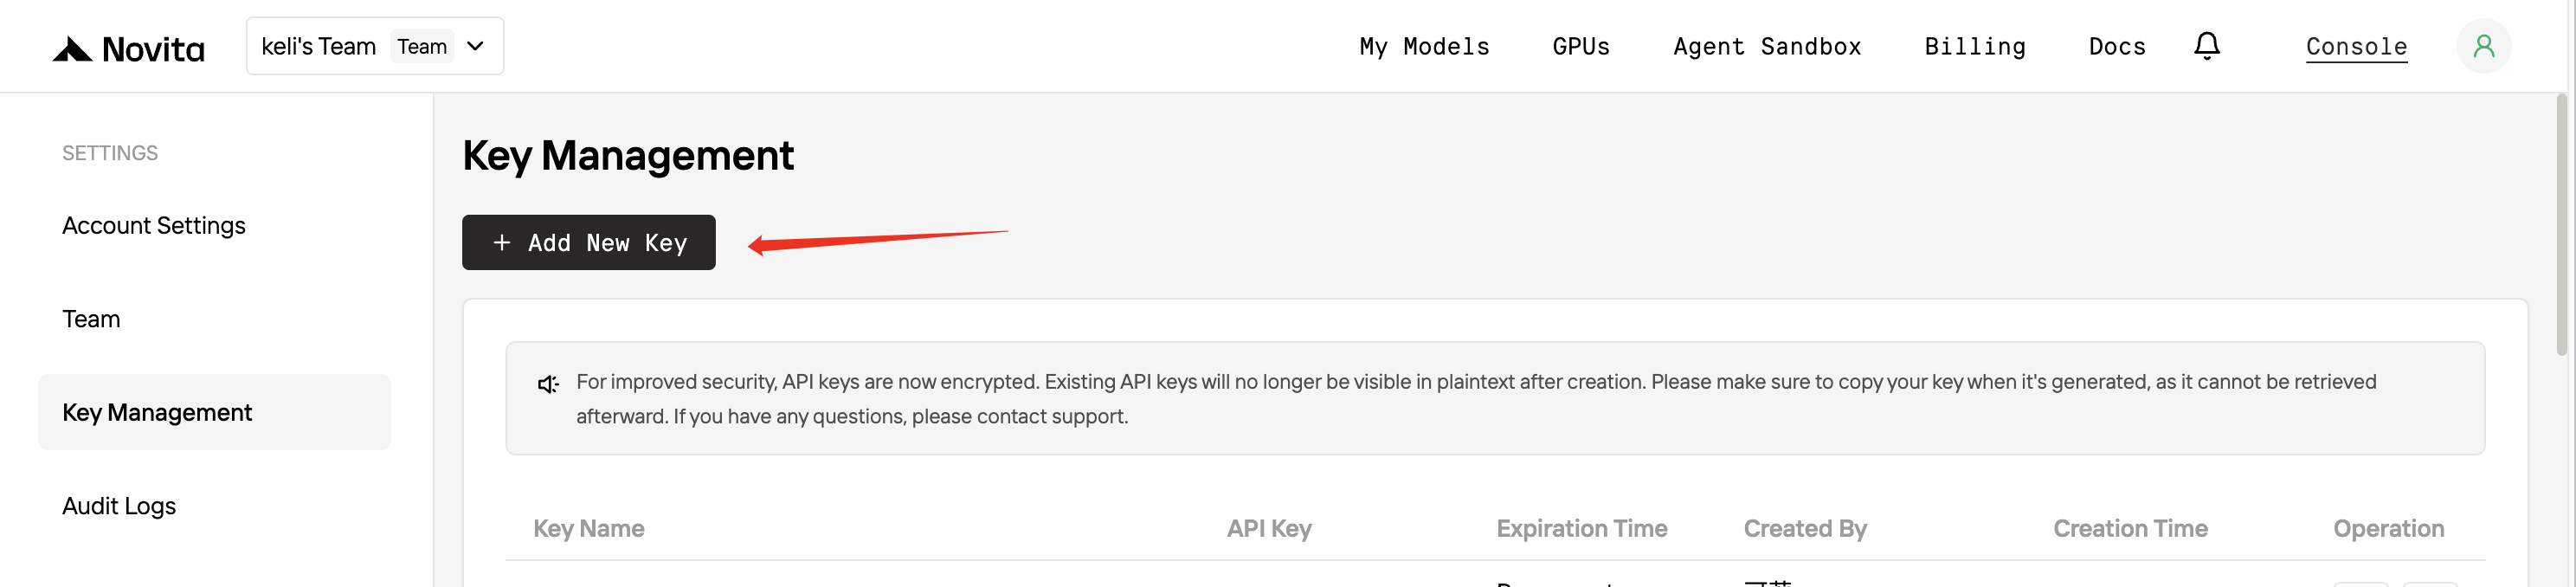 Novita
keli's Team Team
My Models GPUs Agent Sandbox Billing Docs Console
SETTINGS
Account Settings
Team
Key Management
Audit Logs
Key Management
+ Add New Key
For improved security, API keys are now encrypted. Existing API keys will no longer be visible in plaintext after creation. Please make sure to copy your key when it's generated, as it cannot be retrieved
afterward. If you have any questions, please contact support.
Key Name API Key Expiration Time Created By Creation Time Operation